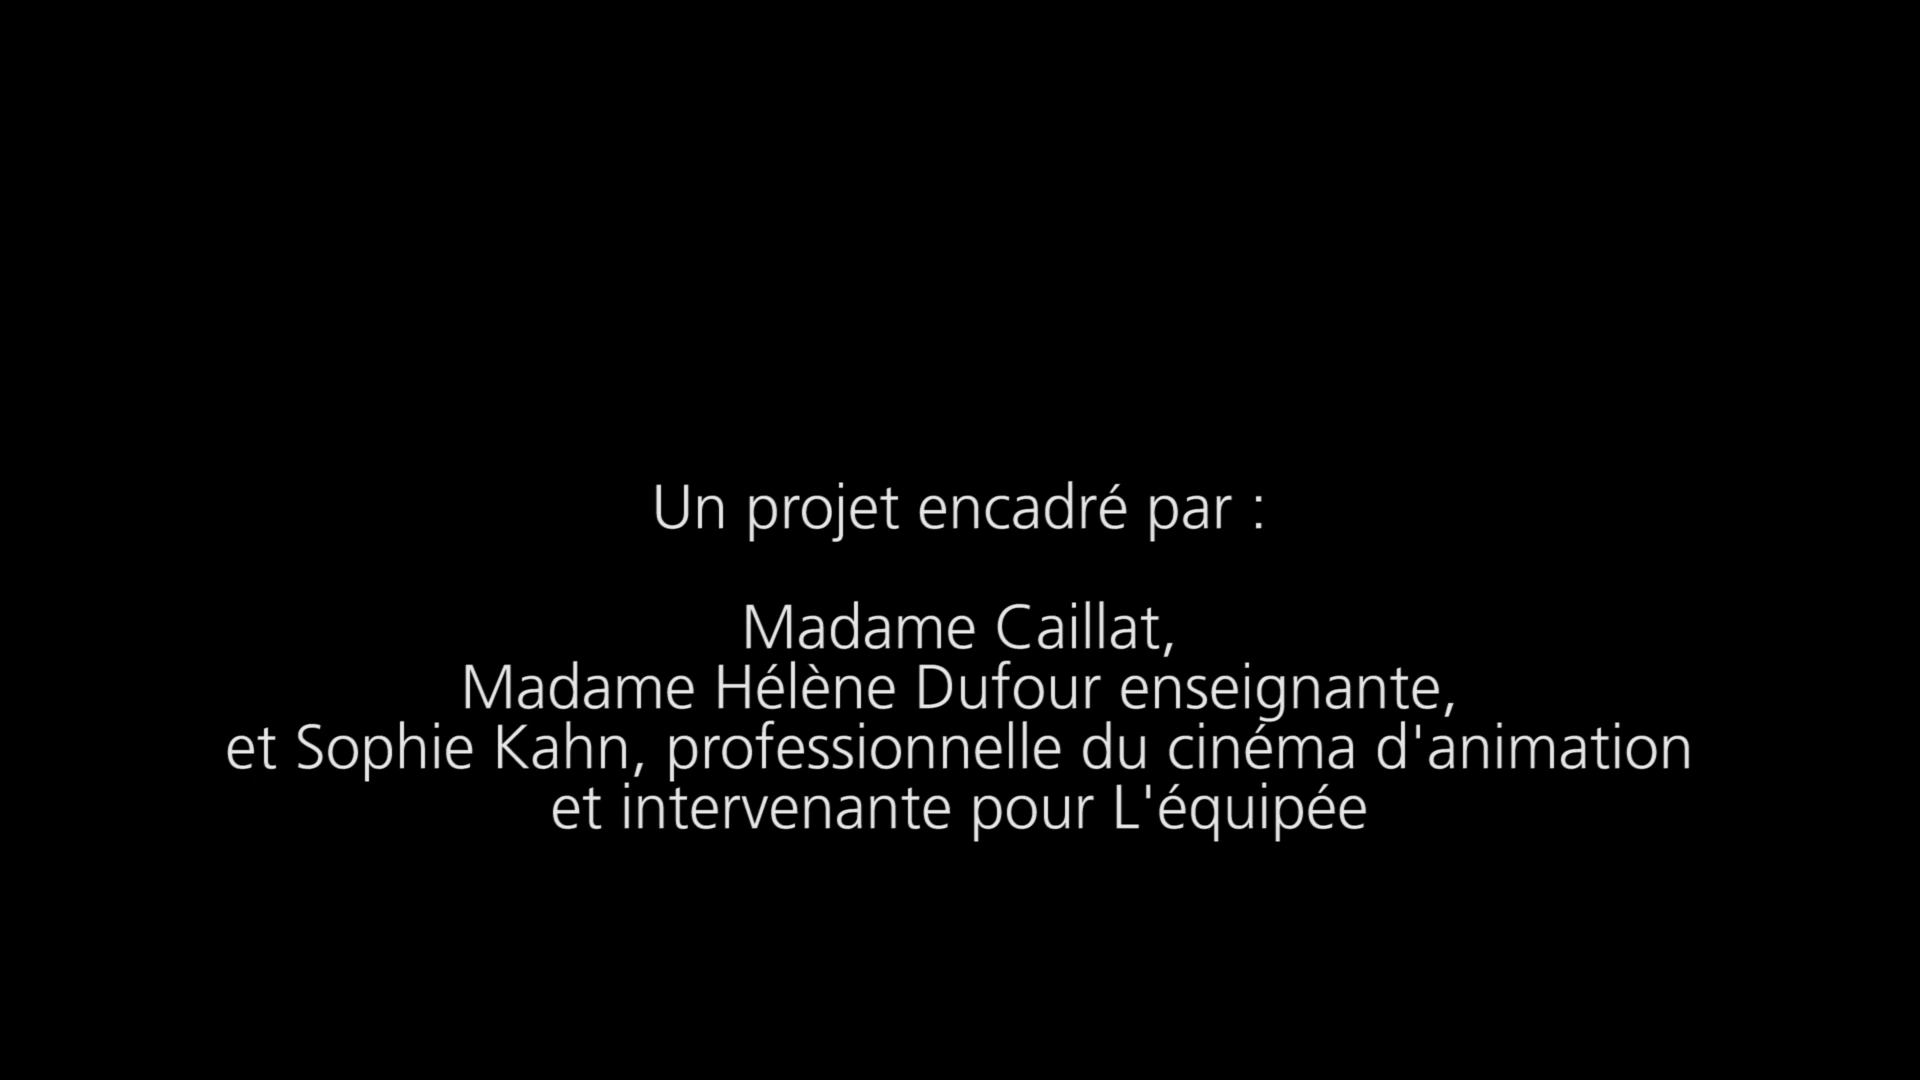 Un projet encadré par :
Madame Caillat,
Madame Hélène Dufour enseignante,
et Sophie Kahn, professionnelle du cinéma d'animation
et intervenante pour L'équipée